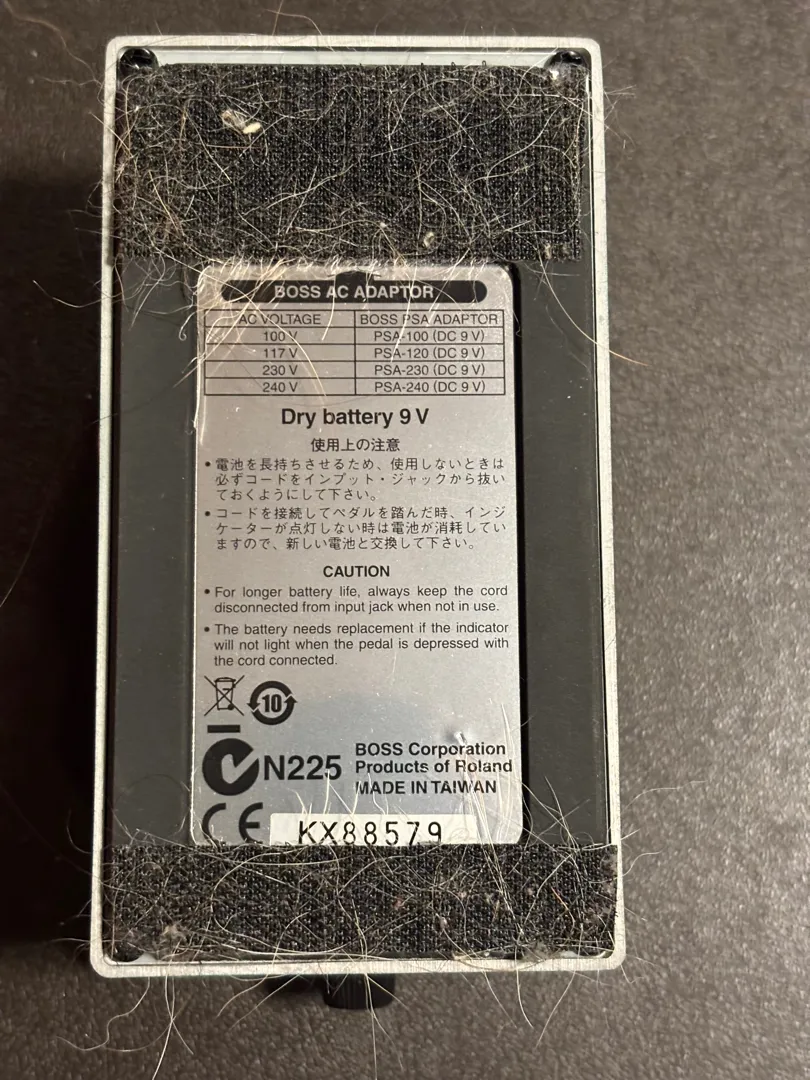 BOSS AC ADAPTOR
AC VOLTAGE BOSS PSA ADAPTOR
100 V PSA-100 (DC 9 V)
117 V PSA-120 (DC 9 V)
230 V PSA-230 (DC 9 V)
240 V PSA-240 (DC 9 V)
Dry battery 9 V
使用上の注意
• 電池を長持ちさせるため、使用しないときは
必ずコードをインプット・ジャックから抜い
ておくようにして下さい。
• コードを接続してペダルを踏んだ時、インジ
ケーターが点灯しない時は電池が消耗してい
ますので、新しい電池と交換して下さい。
CAUTION
• For longer battery life, always keep the cord
disconnected from input jack when not in use.
• The battery needs replacement if the indicator
will not light when the pedal is depressed with
the cord connected.
10
N225
BOSS Corporation
Products of Roland
MADE IN TAIWAN
CE
KX88579